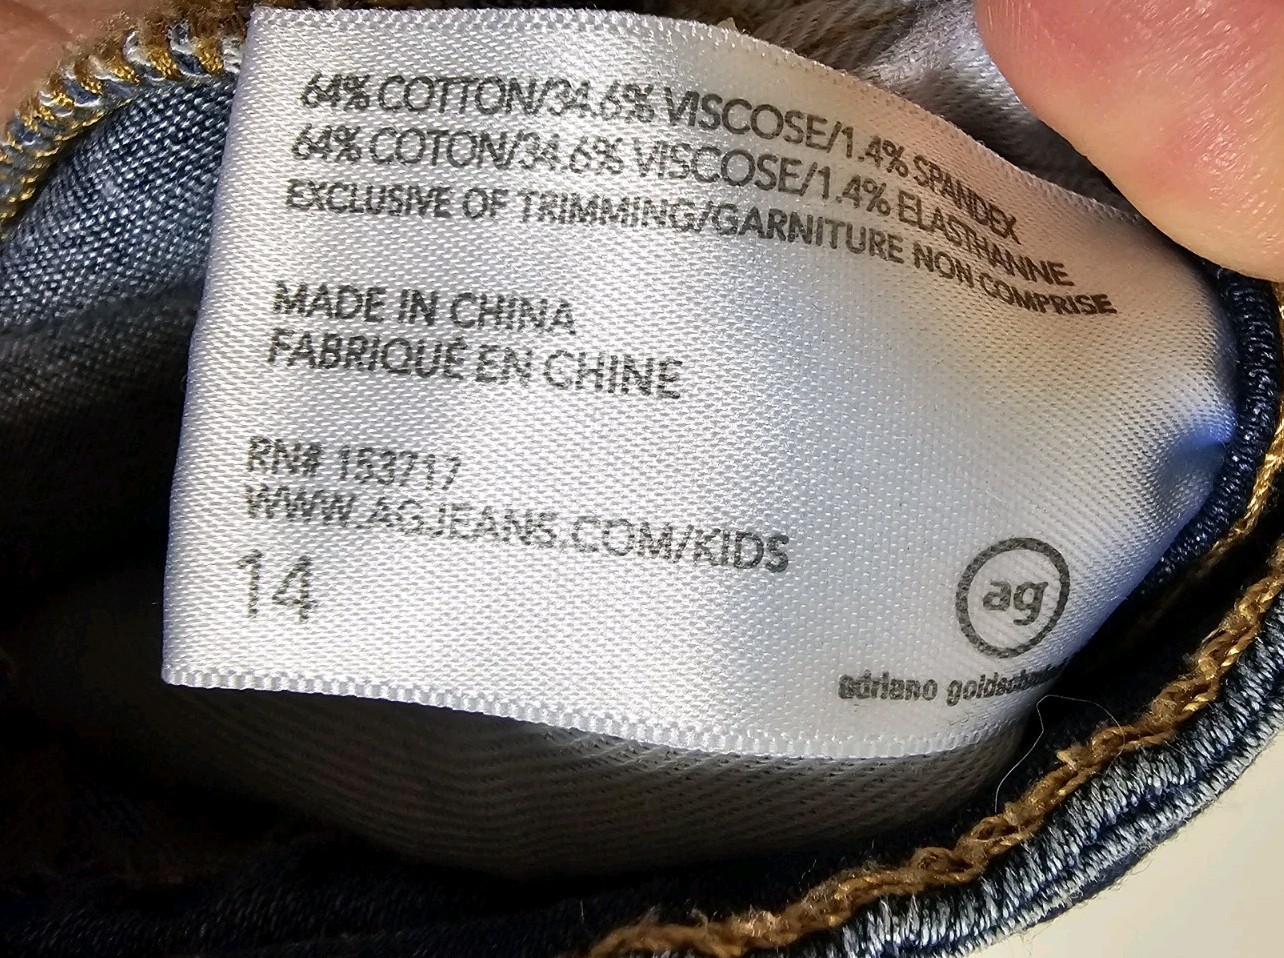 64% COTTON/34.6% VISCOSE/1.4% SPANDEX
64% COTON/34.6% VISCOSE/1.4% ELASTHANNE
EXCLUSIVE OF TRIMMING/GARNITURE NON COMPRISE
MADE IN CHINA
FABRIQUÉ EN CHINE
RN# 153717
WWW.AGJEANS.COM/KIDS
14
ag
adriano